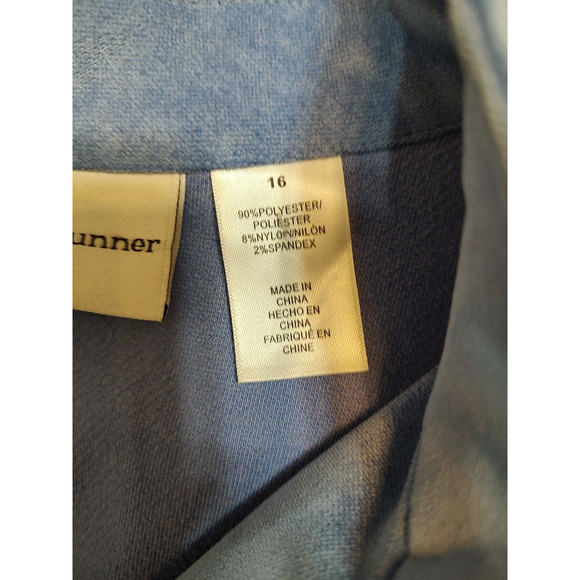 unner
16
90%POLYESTER/
POLIESTER
8%NYLON/NILÓN
2%SPANDEX
MADE IN
CHINA
HECHO EN
CHINA
FABRIQUÉ EN
CHINE